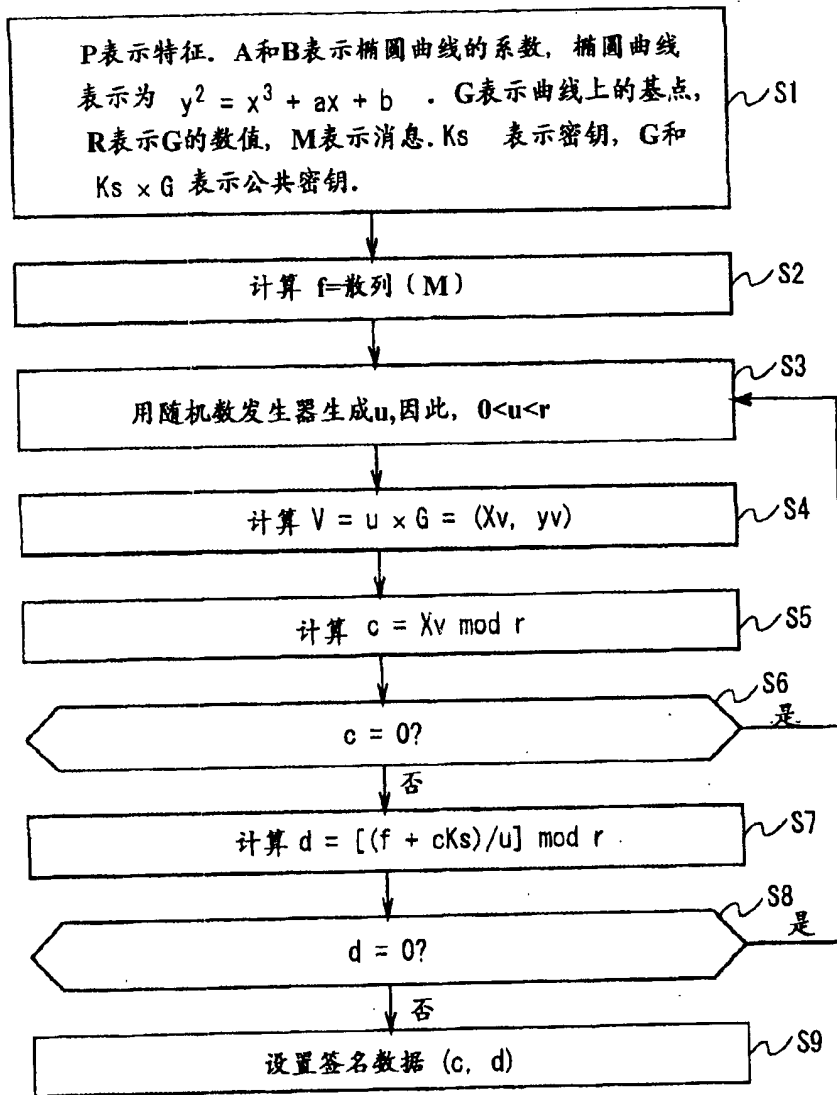 P表示特征. A和B表示椭圆曲线的系数, 椭圆曲线
表示为 y² = x³ + ax + b . G表示曲线上的基点,
R表示G的数值, M表示消息. Ks 表示密钥, G和
Ks × G 表示公共密钥.
S1
计算 f=散列(M)
S2
S3
用随机数发生器生成u,因此, 0<u<r
计算 V = u × G = (Xv, yv)
S4
计算 c = Xv mod r
S5
S6
c = 0?
是
否
计算 d = [(f + cKs)/u] mod r
S7
S8
d = 0?
是
否
设置签名数据 (c, d)
S9